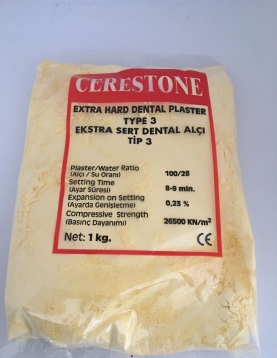 CERESTONE
EXTRA HARD DENTAL PLASTER
TYPE 3
EKSTRA SERT DENTAL ALÇI
TİP 3
Plaster/Water Ratio
(Alçı / Su Oranı) 100/28
Setting Time
(Ayar Süresi) 8-9 min.
Expansion on Setting
(Ayarda Genişletme) 0,25 %
Compressive Strength
(Basınç Dayanımı) 26500 KN/m²
Net: 1 kg. CE